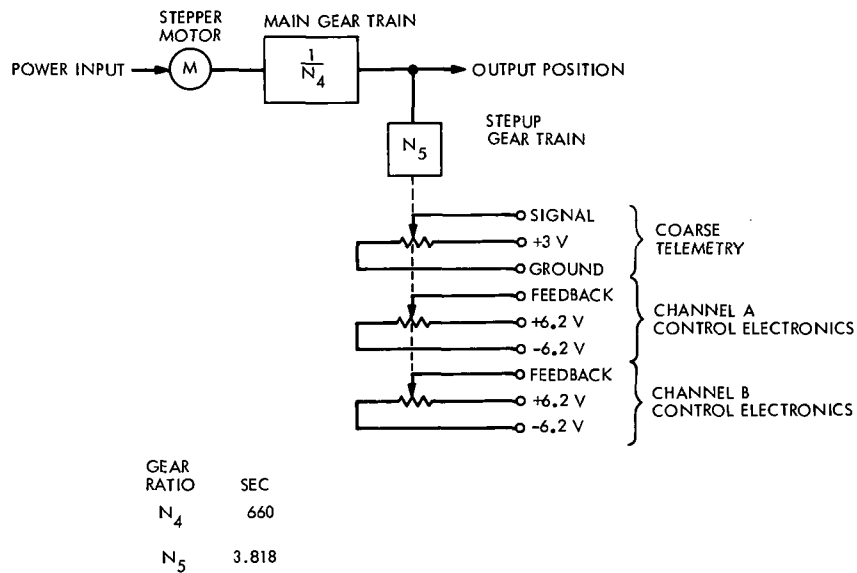 STEPPER
MOTOR
MAIN GEAR TRAIN
POWER INPUT
M
1
N4
OUTPUT POSITION
STEPUP
GEAR TRAIN
N5
SIGNAL
+3 V
GROUND
COARSE
TELEMETRY
FEEDBACK
+6.2 V
-6.2 V
CHANNEL A
CONTROL ELECTRONICS
FEEDBACK
+6.2 V
-6.2 V
CHANNEL B
CONTROL ELECTRONICS
GEAR
RATIO SEC
N4 660
N5 3.818